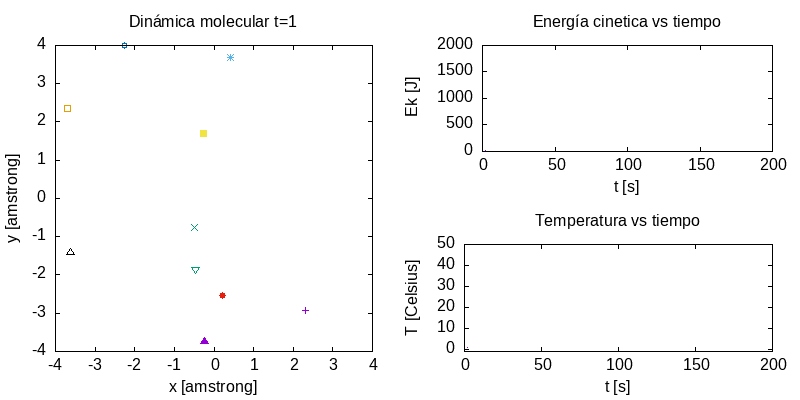 Dinámica molecular t=1
4
3
2
1
0
-1
-2
-3
-4
-4 -3 -2 -1 0 1 2 3 4
x [amstrong]
y [amstrong]
Energía cinetica vs tiempo
2000
1500
1000
500
0
0 50 100 150 200
t [s]
Ek [J]
Temperatura vs tiempo
50
40
30
20
10
0
0 50 100 150 200
t [s]
T [Celsius]